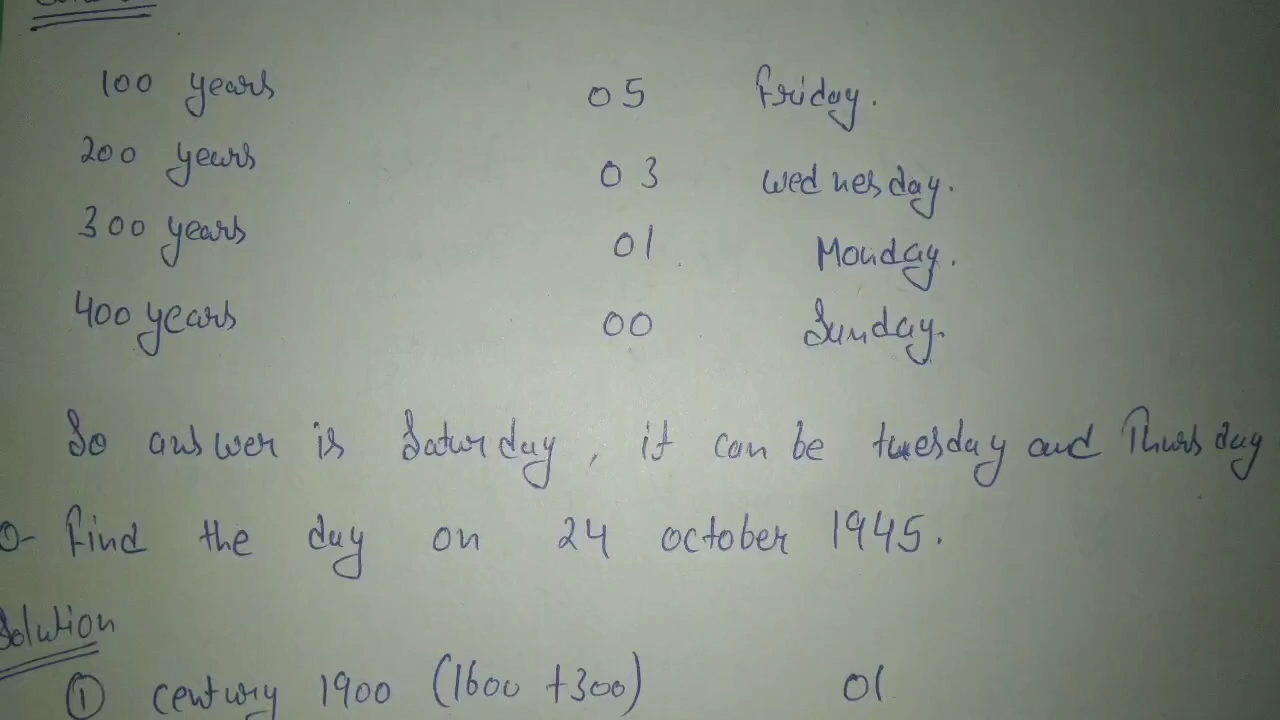 100 years 05 Friday.
200 years 03 Wednesday.
300 years 01 Monday.
400 years 00 Sunday.
So answer is Saturday, it can be tuesday and Thursday
Q- Find the day on 24 october 1945.
Solution
① century 1900 (1600 + 300) 01